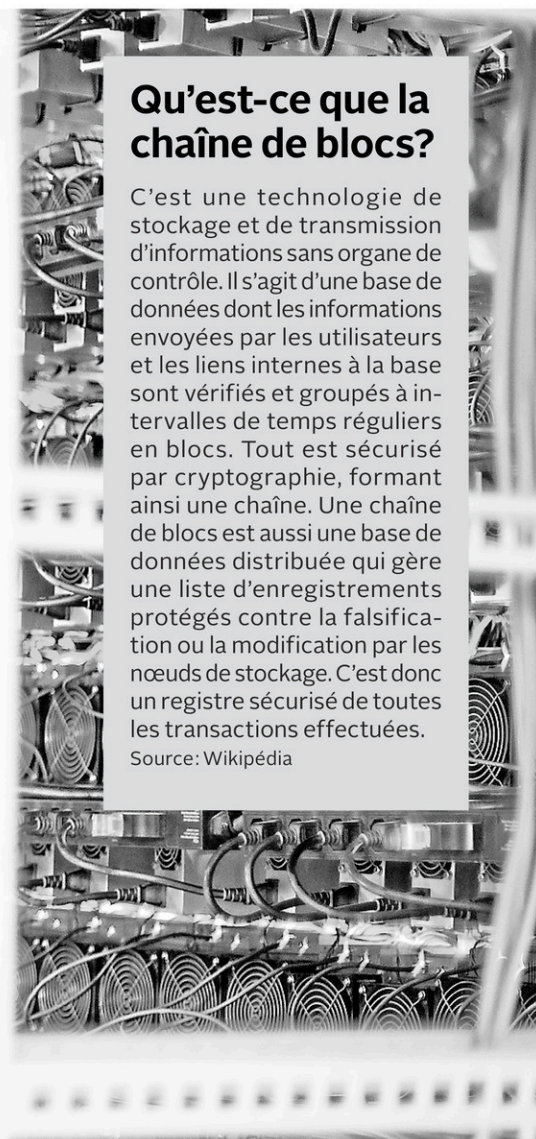 Qu’est-ce que la
chaîne de blocs?
C’est une technologie de
stockage et de transmission
d’informations sans organe de
contrôle. Il s’agit d’une base de
données dont les informations
envoyées par les utilisateurs
et les liens internes à la base
sont vérifiés et groupés à in-
tervalles de temps réguliers
en blocs. Tout est sécurisé
par cryptographie, formant
ainsi une chaîne. Une chaîne
de blocs est aussi une base de
données distribuée qui gère
une liste d’enregistrements
protégés contre la falsifica-
tion ou la modification par les
nœuds de stockage. C’est donc
un registre sécurisé de toutes
les transactions effectuées.
Source: Wikipédia